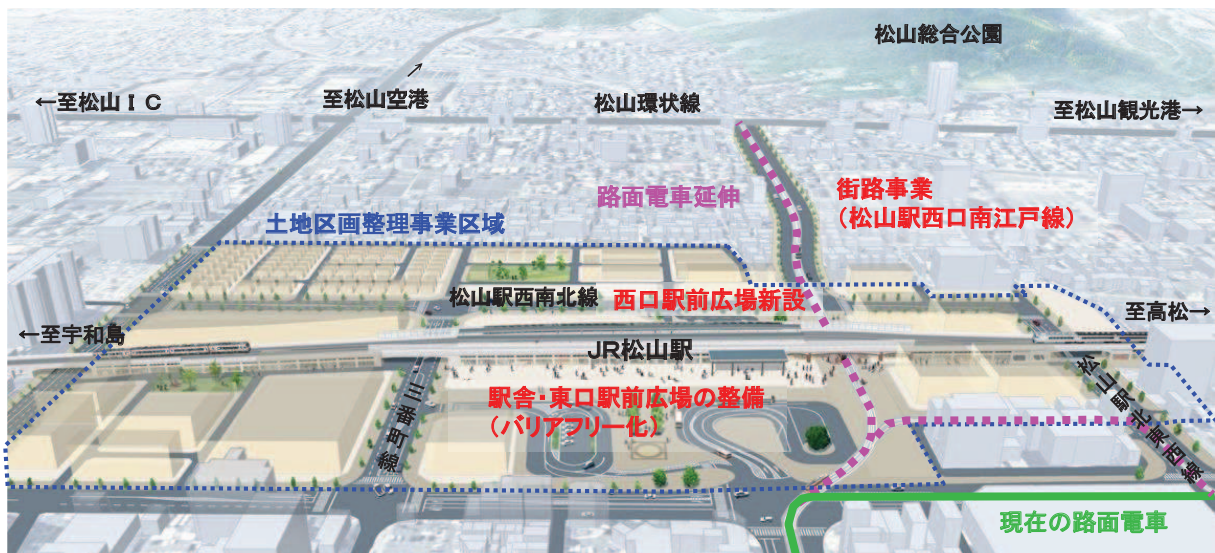 松山総合公園
←至松山ＩＣ
↗
至松山空港
松山環状線
至松山観光港→
路面電車延伸
街路事業
（松山駅西口南江戸線）
土地区画整理事業区域
松山駅西南北線
西口駅前広場新設
←至宇和島
至高松→
ＪＲ松山駅
駅舎・東口駅前広場の整備
（バリアフリー化）
三番町線
松山駅北東西線
現在の路面電車